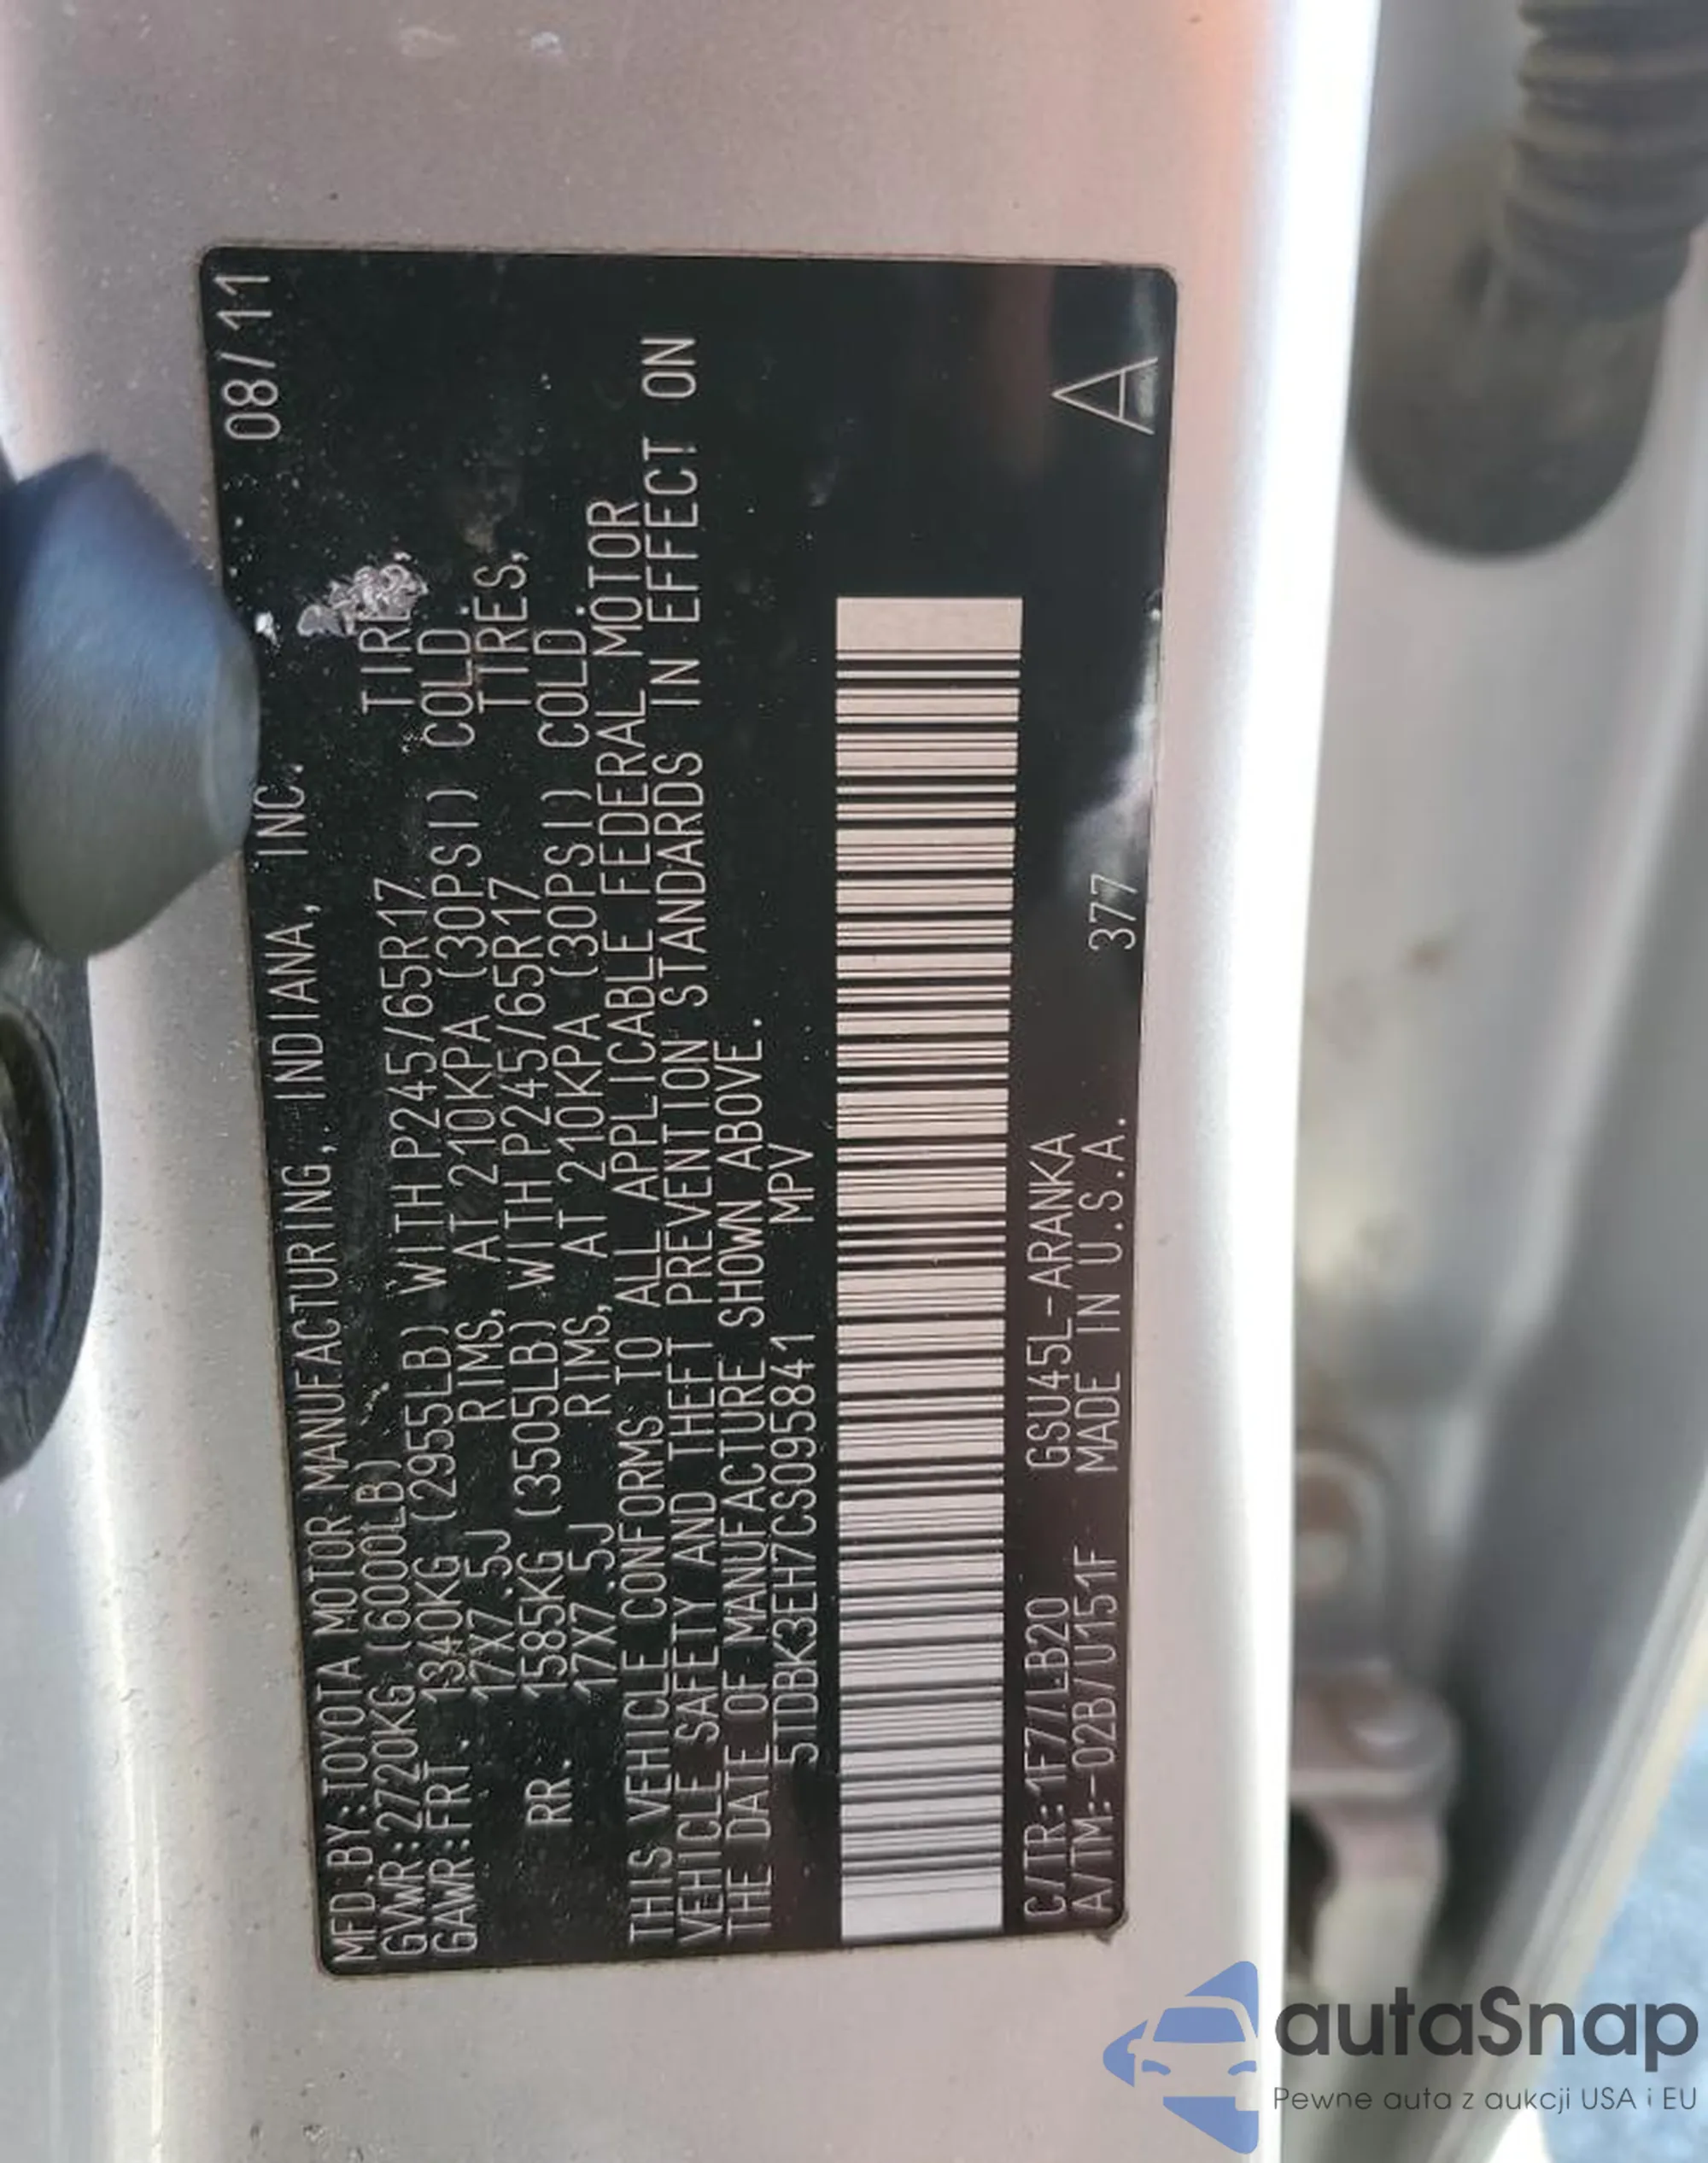 MFD.BY:TOYOTA MOTOR MANUFACTURING, INDIANA, INC. 08/11
GVWR:2720KG (6000LB)
GAWR:FRT. 1340KG (2955LB) WITH P245/65R17 TIRE
17X7.5J RIMS, AT 210KPA (30PSI) COLD
RR. 1585KG (3505LB) WITH P245/65R17 TIRES,
17X7.5J RIMS, AT 210KPA (30PSI) COLD.
THIS VEHICLE CONFORMS TO ALL APPLICABLE FEDERAL MOTOR
VEHICLE SAFETY AND THEFT PREVENTION STANDARDS IN EFFECT ON
THE DATE OF MANUFACTURE SHOWN ABOVE.
5TDBK3EH7CS095841 MPV
C/TR:1F7/LB20 GSU45L-ARANKA
A/TM:-02B/U151F MADE IN U.S.A. 377 A
autaSnap
Pewne auta z aukcji USA i EU